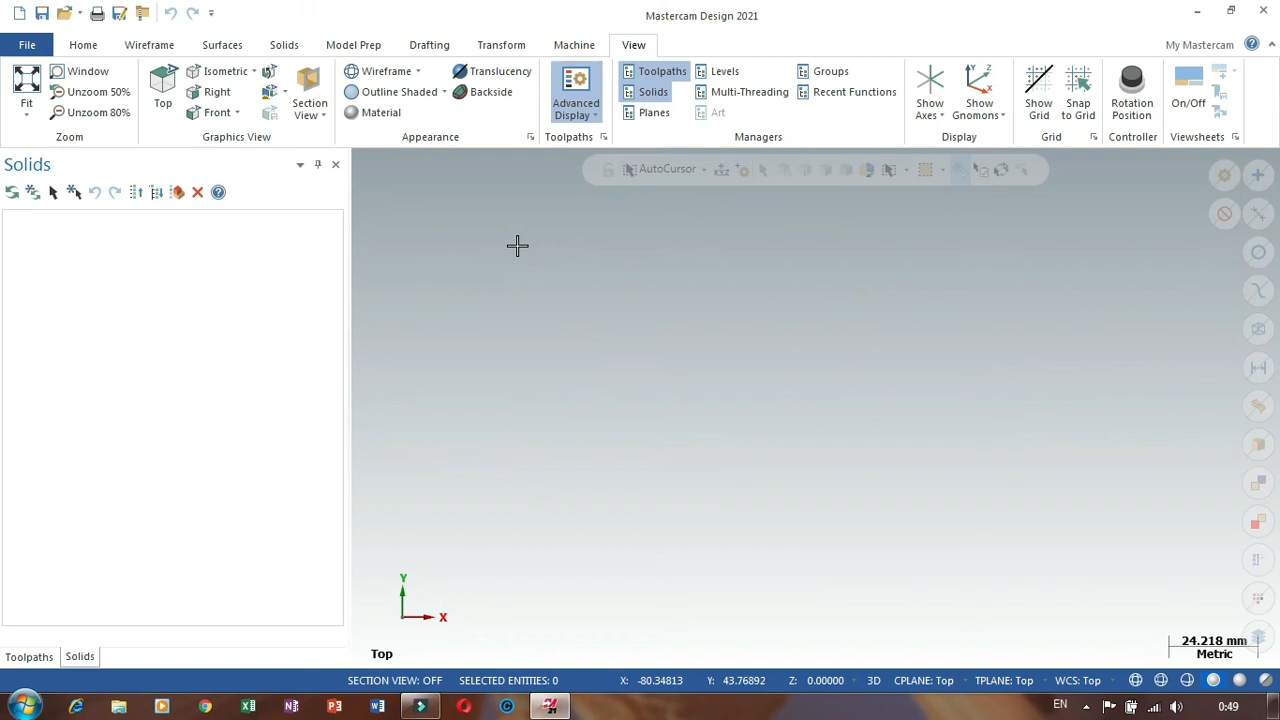 Mastercam Design 2021
File Home Wireframe Surfaces Solids Model Prep Drafting Transform Machine View My Mastercam
Fit
Window
Unzoom 50%
Unzoom 80%
Zoom
Top
Isometric
Right
Front
Section View
Graphics View
Wireframe
Outline Shaded
Material
Translucency
Backside
Appearance
Advanced Display
Toolpaths
Toolpaths
Solids
Planes
Levels
Multi-Threading
Art
Groups
Recent Functions
Managers
Show Axes
Show Gnomons
Display
Show Grid
Snap to Grid
Grid
Rotation Position
Controller
On/Off
Viewsheets
Solids
AutoCursor
Y
X
Top
24.218 mm
Metric
Toolpaths Solids
SECTION VIEW: OFF SELECTED ENTITIES: 0 X: -80.34813 Y: 43.76892 Z: 0.00000 3D CPLANE: Top TPLANE: Top WCS: Top
EN 0:49